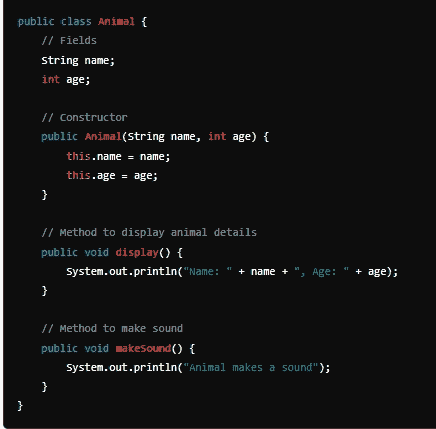 public class Animal {
    // Fields
    String name;
    int age;

    // Constructor
    public Animal(String name, int age) {
        this.name = name;
        this.age = age;
    }

    // Method to display animal details
    public void display() {
        System.out.println("Name: " + name + ", Age: " + age);
    }

    // Method to make sound
    public void makeSound() {
        System.out.println("Animal makes a sound");
    }
}